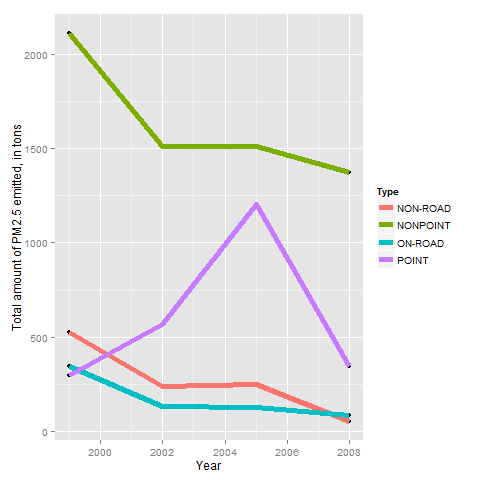 Total amount of PM2.5 emitted, in tons
2000
1500
1000
500
0
2000
2002
2004
2006
2008
Year
Type
NON-ROAD
NONPOINT
ON-ROAD
POINT